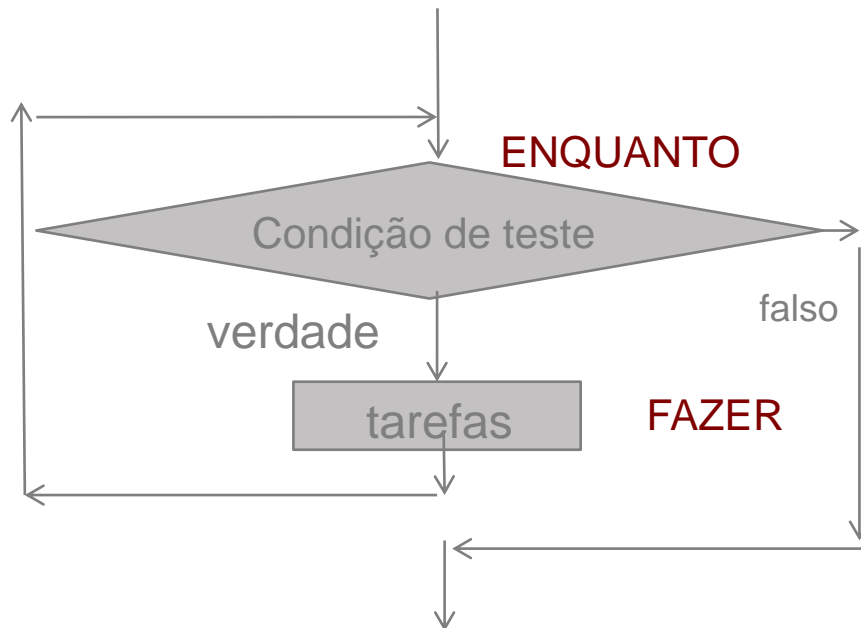 ENQUANTO
Condição de teste
falso
verdade
tarefas
FAZER